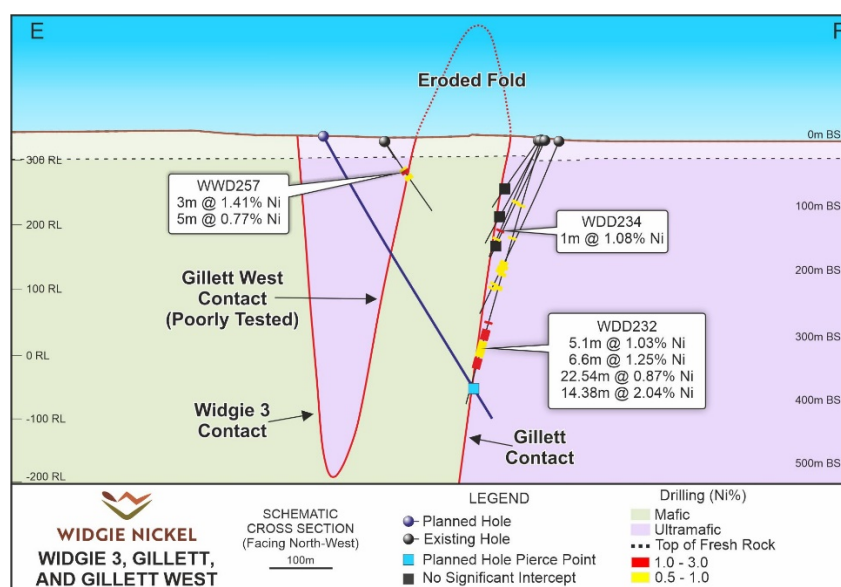 E
F
Eroded Fold
0m BS
300 RL
WWD257
3m @ 1.41% Ni
5m @ 0.77% Ni
200 RL
100m BS
WDD234
1m @ 1.08% Ni
200m BS
Gillett West
Contact
(Poorly Tested)
100 RL
WDD232
5.1m @ 1.03% Ni
6.6m @ 1.25% Ni
22.54m @ 0.87% Ni
14.38m @ 2.04% Ni
300m BS
0 RL
Widgie 3
Contact
-100 RL
400m BS
Gillett
Contact
-200 RL
500m BS
WIDGIE NICKEL
WIDGIE 3, GILLETT,
AND GILLETT WEST
SCHEMATIC
CROSS SECTION
(Facing North-West)
100m
LEGEND
Planned Hole
Existing Hole
Planned Hole Pierce Point
No Significant Intercept
Drilling (Ni%)
Mafic
Ultramafic
Top of Fresh Rock
1.0 - 3.0
0.5 - 1.0